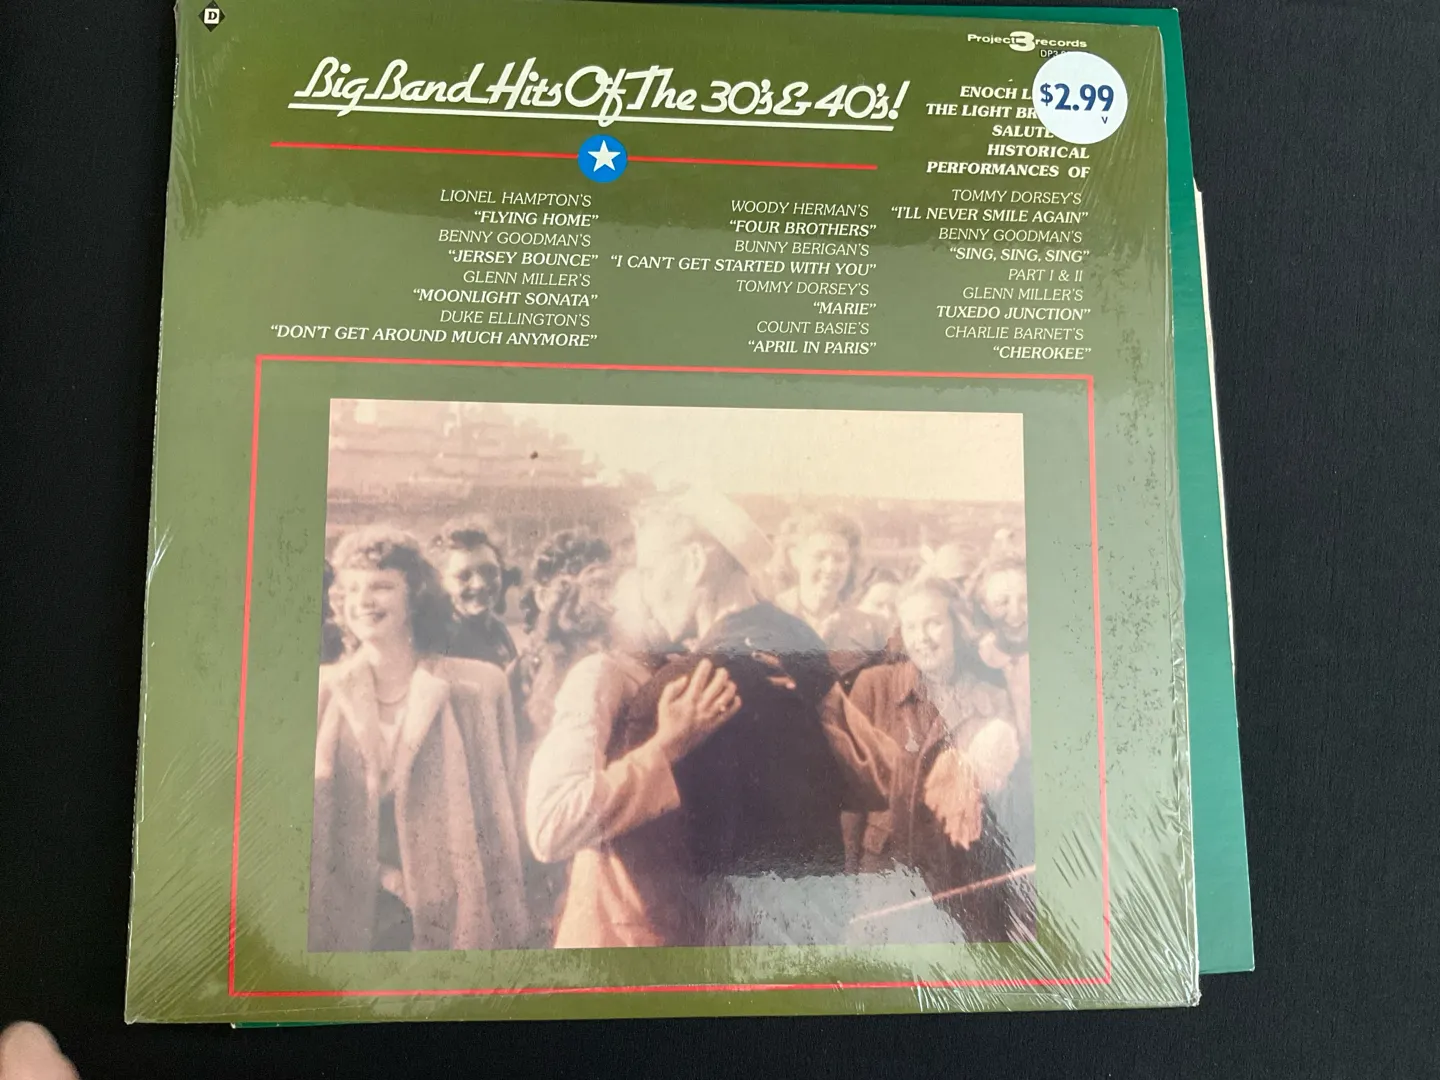 D
Project 3 records
Big Band Hits Of The 30's & 40's!
$2.99
v
ENOCH
THE LIGHT
SALUTE
HISTORICAL
PERFORMANCES OF
LIONEL HAMPTON'S
"FLYING HOME"
BENNY GOODMAN'S
"JERSEY BOUNCE"
GLENN MILLER'S
"MOONLIGHT SONATA"
DUKE ELLINGTON'S
"DON'T GET AROUND MUCH ANYMORE"
WOODY HERMAN'S
"FOUR BROTHERS"
BUNNY BERIGAN'S
"I CAN'T GET STARTED WITH YOU"
TOMMY DORSEY'S
"MARIE"
COUNT BASIE'S
"APRIL IN PARIS"
TOMMY DORSEY'S
"I'LL NEVER SMILE AGAIN"
BENNY GOODMAN'S
"SING, SING, SING"
PART I & II
GLENN MILLER'S
TUXEDO JUNCTION"
CHARLIE BARNET'S
"CHEROKEE"